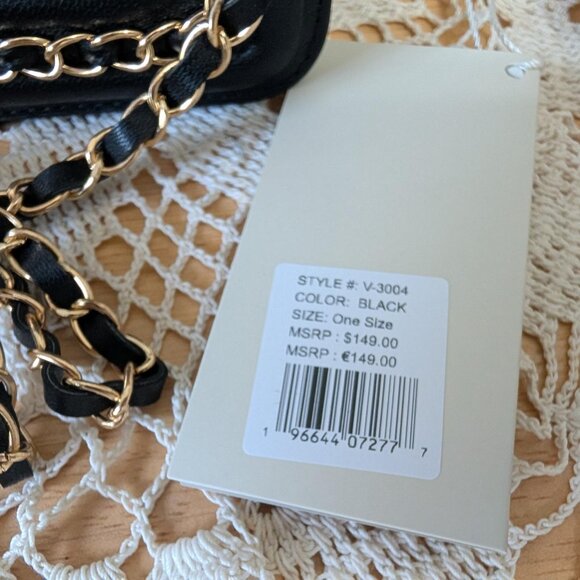 STYLE #: V-3004
COLOR: BLACK
SIZE: One Size
MSRP : $149.00
MSRP : €149.00
1 96644 07277 7